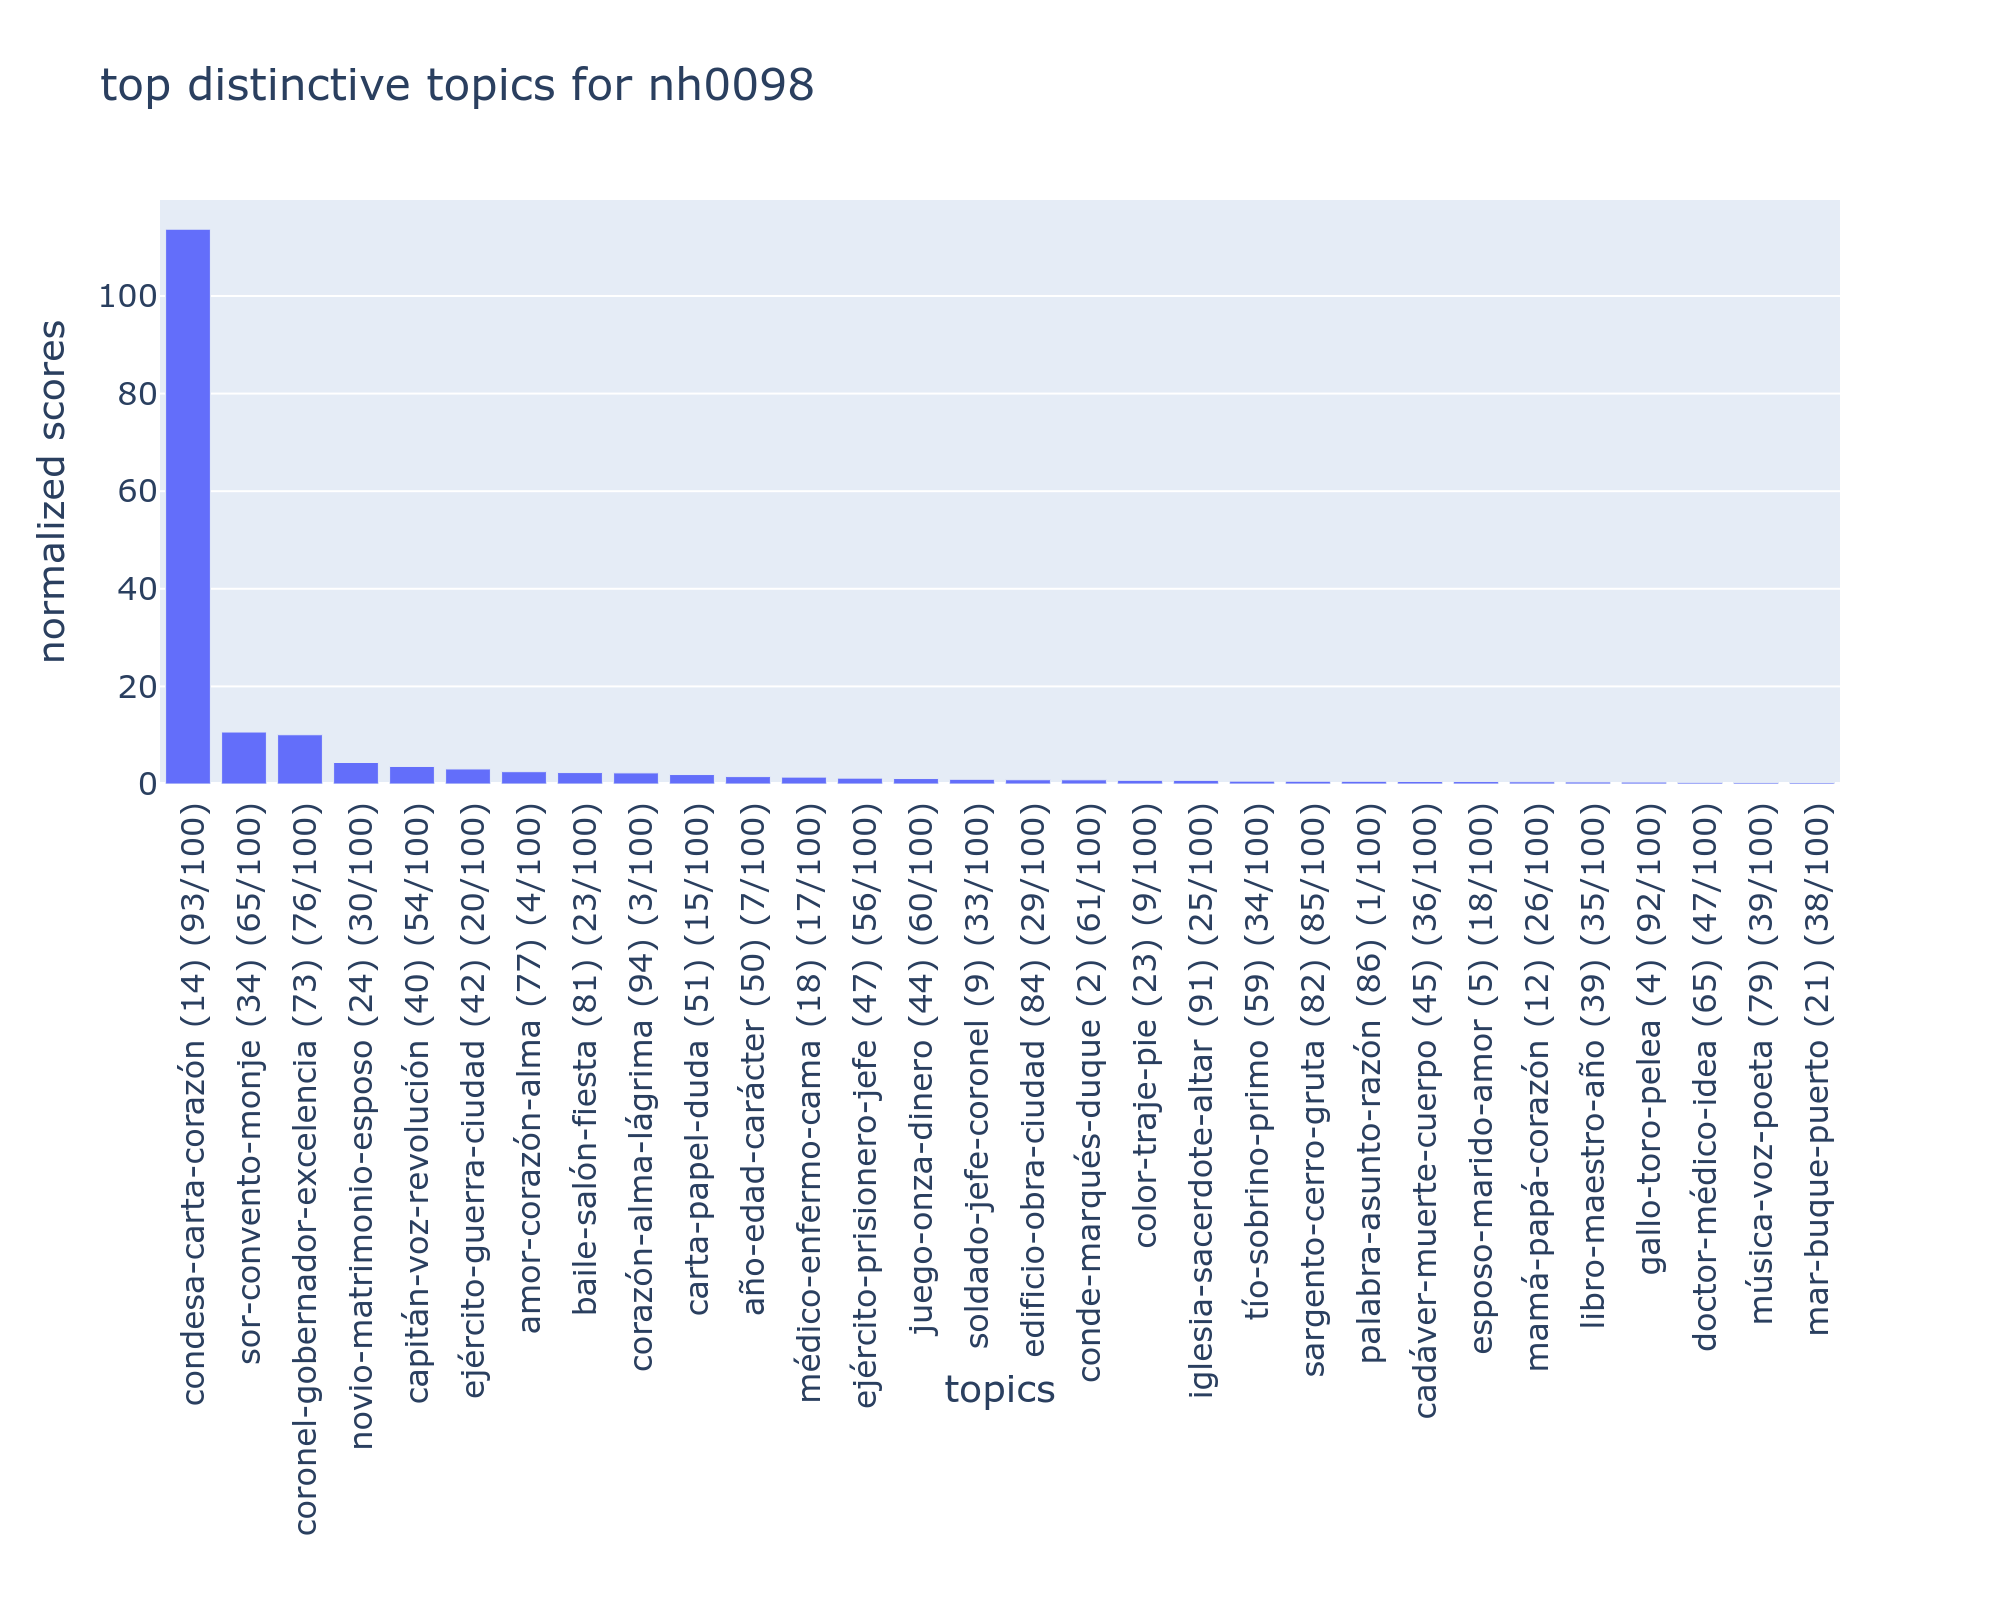 top distinctive topics for nh0098
normalized scores
100
80
60
40
20
0
condesa-carta-corazón (14) (93/100)
sor-convento-monje (34) (65/100)
coronel-gobernador-excelencia (73) (76/100)
novio-matrimonio-esposo (24) (30/100)
capitán-voz-revolución (40) (54/100)
ejército-guerra-ciudad (42) (20/100)
amor-corazón-alma (77) (4/100)
baile-salón-fiesta (81) (23/100)
corazón-alma-lágrima (94) (3/100)
carta-papel-duda (51) (15/100)
año-edad-carácter (50) (7/100)
médico-enfermo-cama (18) (17/100)
ejército-prisionero-jefe (47) (56/100)
juego-onza-dinero (44) (60/100)
soldado-jefe-coronel (9) (33/100)
edificio-obra-ciudad (84) (29/100)
conde-marqués-duque (2) (61/100)
color-traje-pie (23) (9/100)
iglesia-sacerdote-altar (91) (25/100)
tío-sobrino-primo (59) (34/100)
sargento-cerro-gruta (82) (85/100)
palabra-asunto-razón (86) (1/100)
cadáver-muerte-cuerpo (45) (36/100)
esposo-marido-amor (5) (18/100)
mamá-papá-corazón (12) (26/100)
libro-maestro-año (39) (35/100)
gallo-toro-pelea (4) (92/100)
doctor-médico-idea (65) (47/100)
música-voz-poeta (79) (39/100)
mar-buque-puerto (21) (38/100)
topics